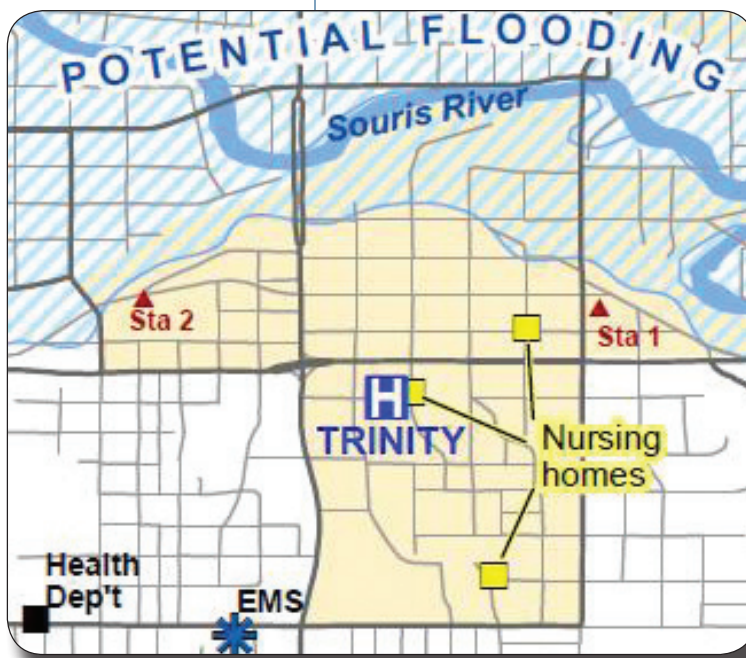 POTENTIAL FLOODING
Souris River
Sta 2
Sta 1
H
TRINITY
Nursing
homes
Health
Dep't
EMS